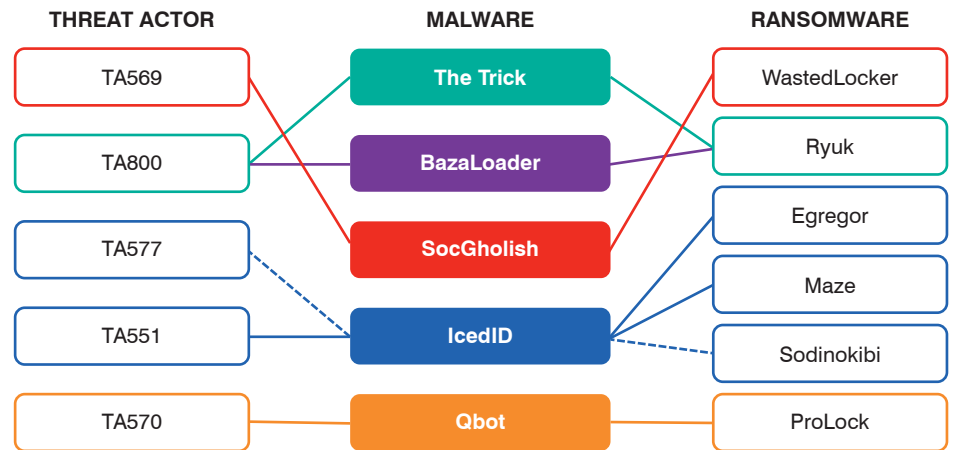 THREAT ACTOR MALWARE RANSOMWARE
TA569 The Trick WastedLocker
TA800 BazaLoader Ryuk
TA577 SocGholish Egregor
Maze
TA551 IcedID Sodinokibi
TA570 Qbot ProLock